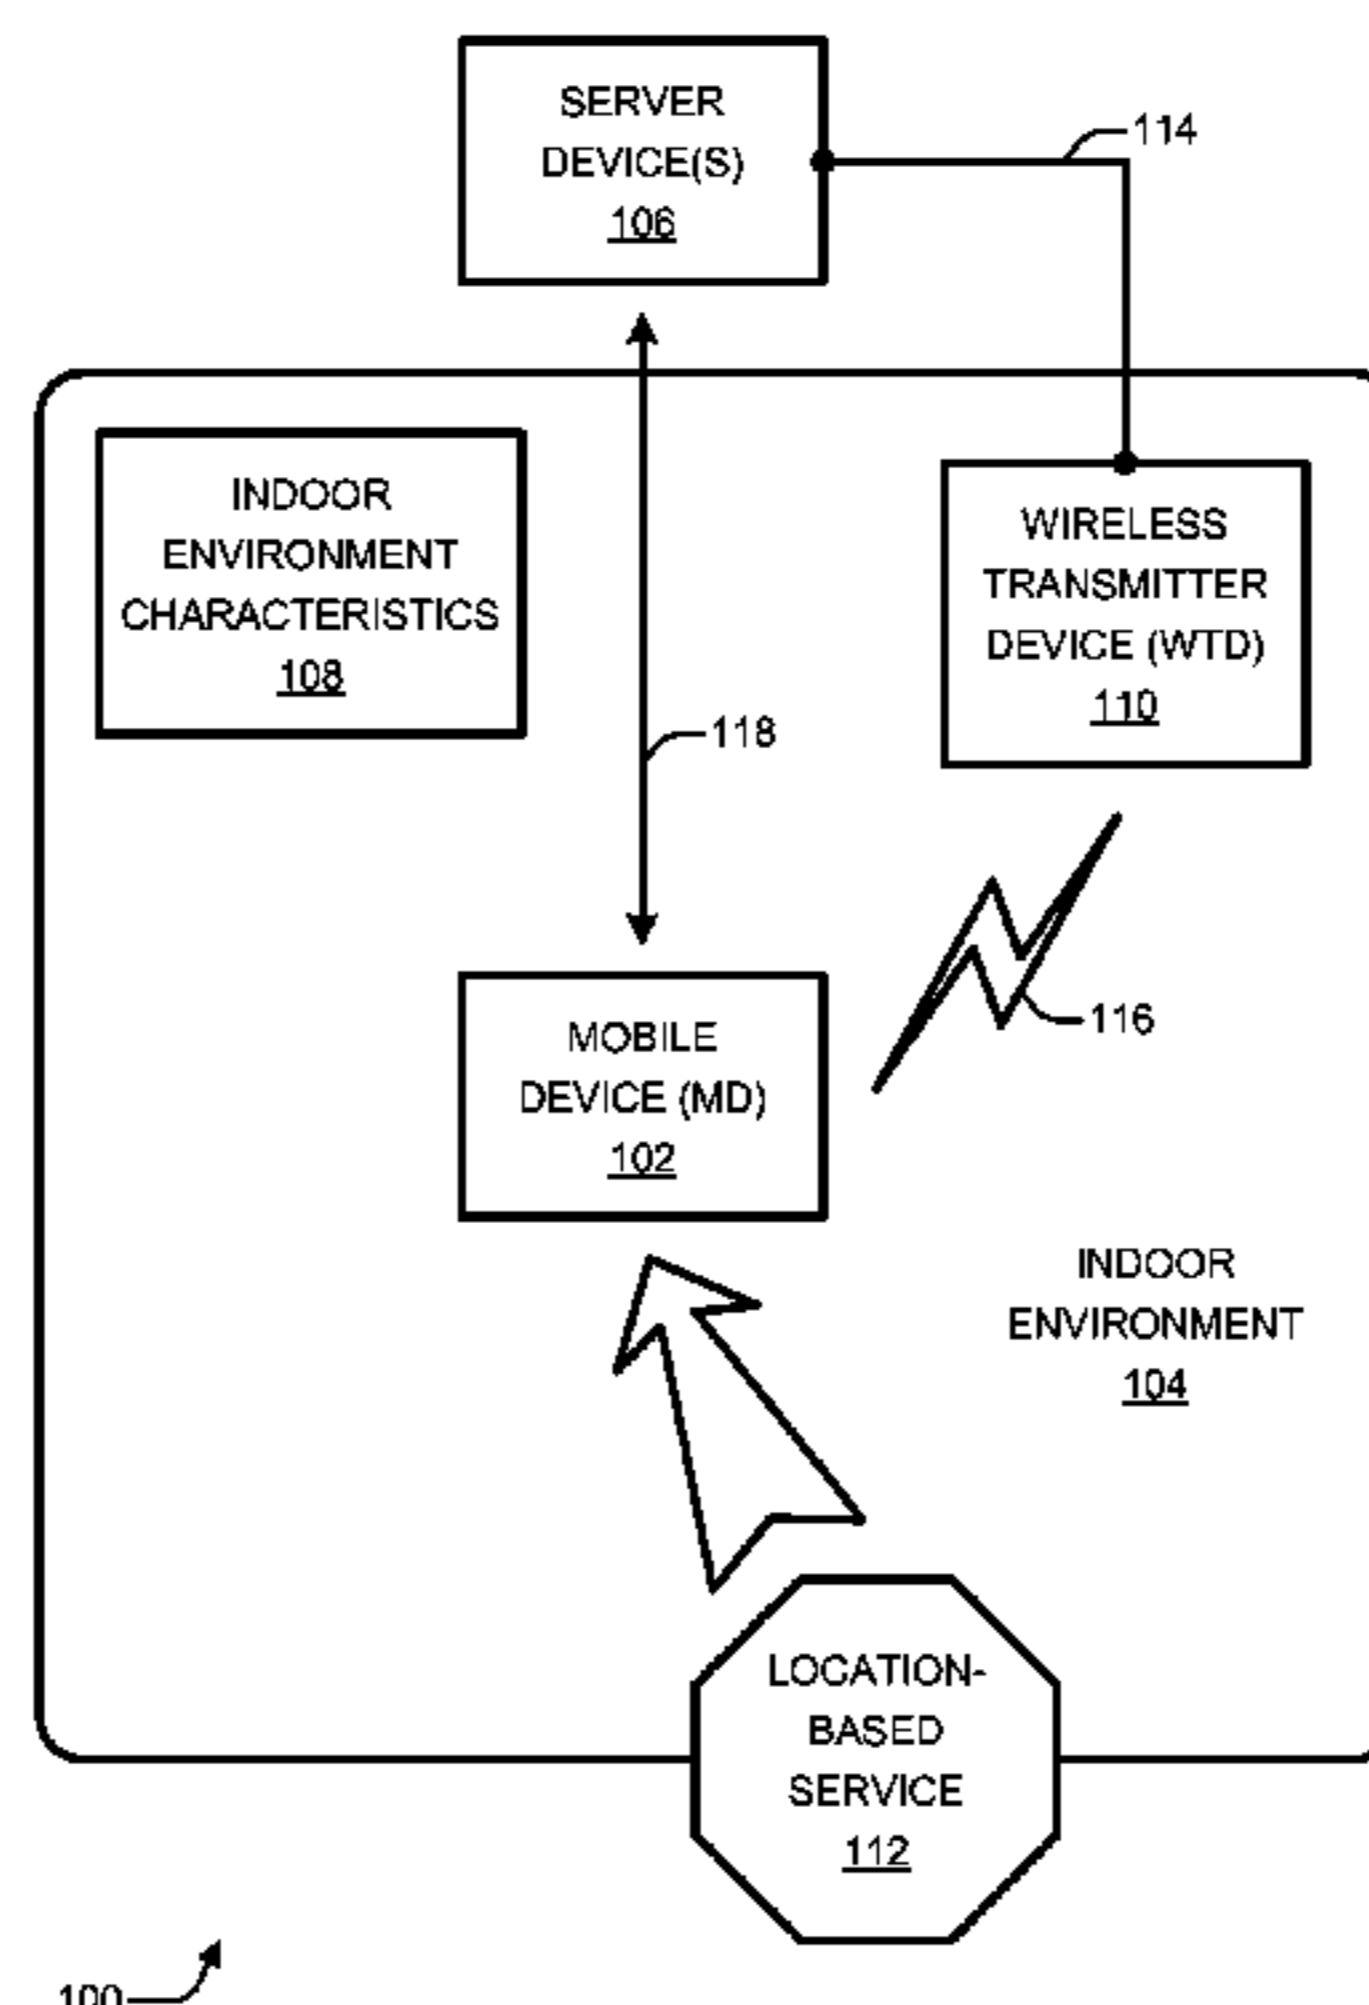 SERVER
DEVICE(S)
106
114
INDOOR
ENVIRONMENT
CHARACTERISTICS
108
WIRELESS
TRANSMITTER
DEVICE (WTD)
110
118
MOBILE
DEVICE (MD)
102
116
INDOOR
ENVIRONMENT
104
LOCATION-
BASED
SERVICE
112
100